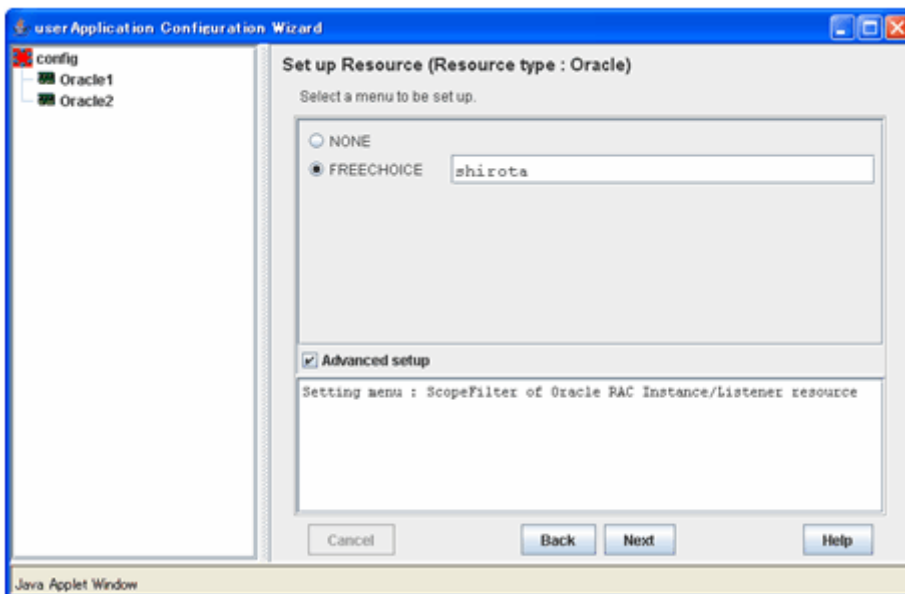 userApplication Configuration Wizard
config
Oracle1
Oracle2
Set up Resource (Resource type : Oracle)
Select a menu to be set up.
NONE
FREECHOICE shirota
Advanced setup
Setting menu : ScopeFilter of Oracle RAC Instance/Listener resource
Cancel Back Next Help
Java Applet Window